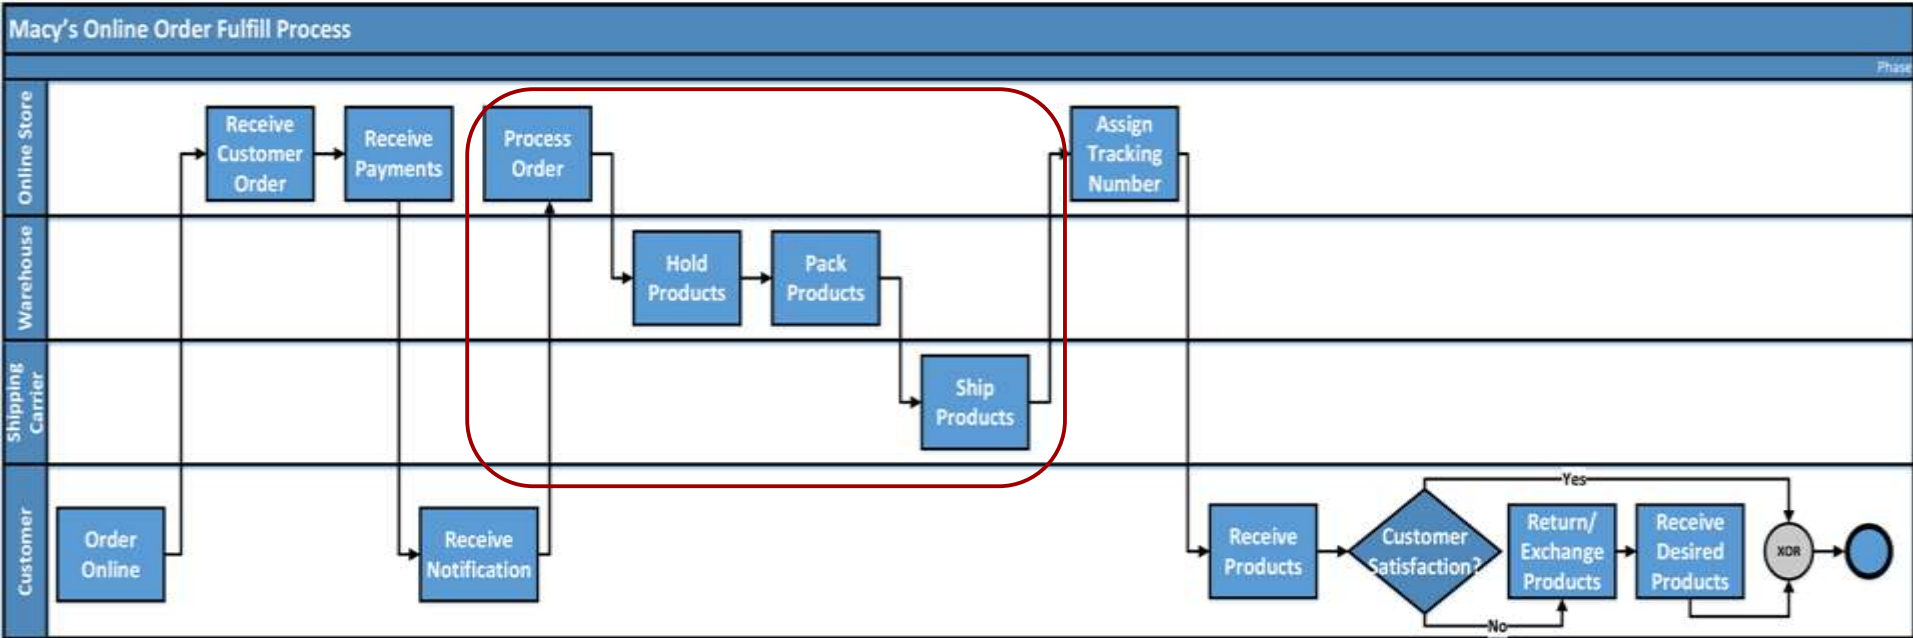 Macy's Online Order Fulfill Process
Phase
Online Store
Receive
Customer
Order
Receive
Payments
Process
Order
Assign
Tracking
Number
Warehouse
Hold
Products
Pack
Products
Shipping
Carrier
Ship
Products
Customer
Order
Online
Receive
Notification
Receive
Products
Customer
Satisfaction?
Yes
No
Return/
Exchange
Products
Receive
Desired
Products
XOR